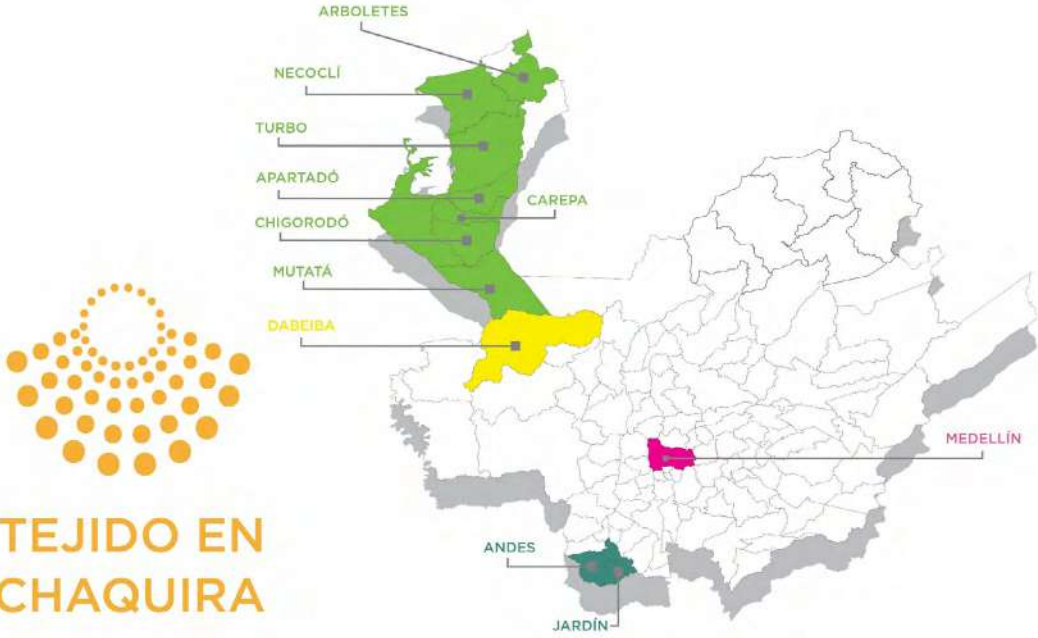 ARBOLETES
NECOCLÍ
TURBO
APARTADÓ
CAREPA
CHIGORODÓ
MUTATÁ
DABEIBA
MEDELLÍN
TEJIDO EN
CHAQUIRA
ANDES
JARDÍN